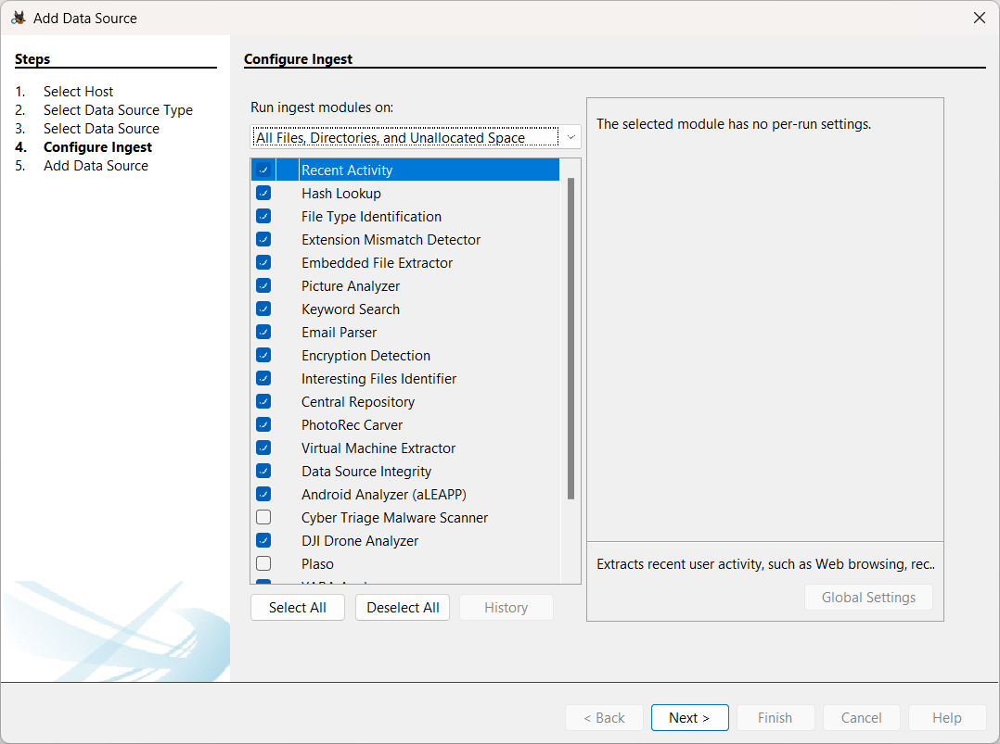 Add Data Source
Steps
1. Select Host
2. Select Data Source Type
3. Select Data Source
4. Configure Ingest
5. Add Data Source
Configure Ingest
Run ingest modules on:
All Files, Directories, and Unallocated Space
Recent Activity
Hash Lookup
File Type Identification
Extension Mismatch Detector
Embedded File Extractor
Picture Analyzer
Keyword Search
Email Parser
Encryption Detection
Interesting Files Identifier
Central Repository
PhotoRec Carver
Virtual Machine Extractor
Data Source Integrity
Android Analyzer (aLEAPP)
Cyber Triage Malware Scanner
DJI Drone Analyzer
Plaso
Select All
Deselect All
History
The selected module has no per-run settings.
Extracts recent user activity, such as Web browsing, rec..
Global Settings
< Back
Next >
Finish
Cancel
Help